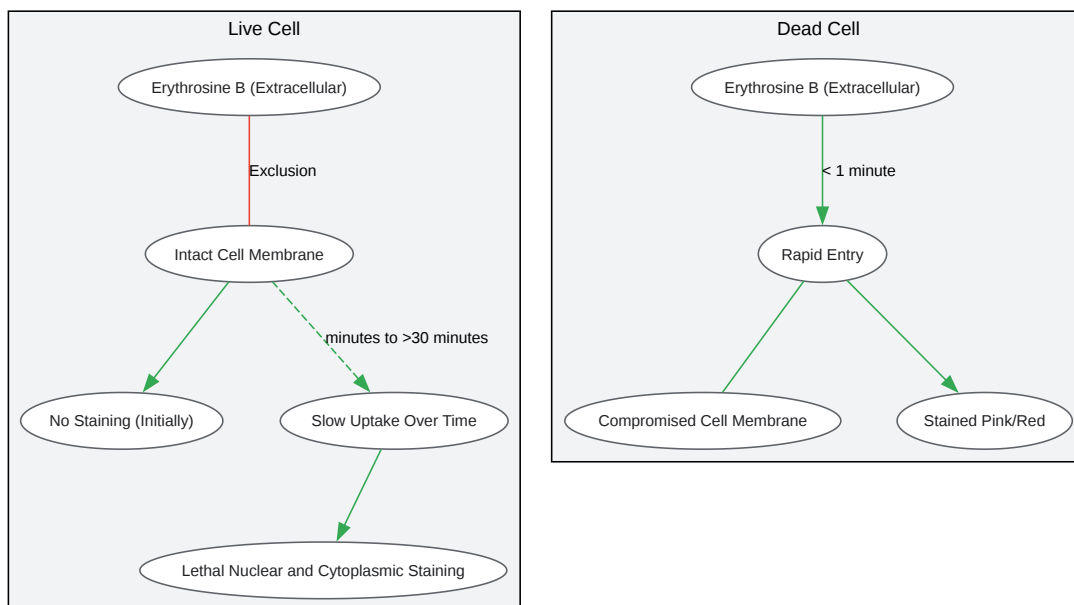 Live Cell
Erythrosine B (Extracellular)
Exclusion
Intact Cell Membrane
minutes to >30 minutes
No Staining (Initially)
Slow Uptake Over Time
Lethal Nuclear and Cytoplasmic Staining
Dead Cell
Erythrosine B (Extracellular)
< 1 minute
Rapid Entry
Compromised Cell Membrane
Stained Pink/Red